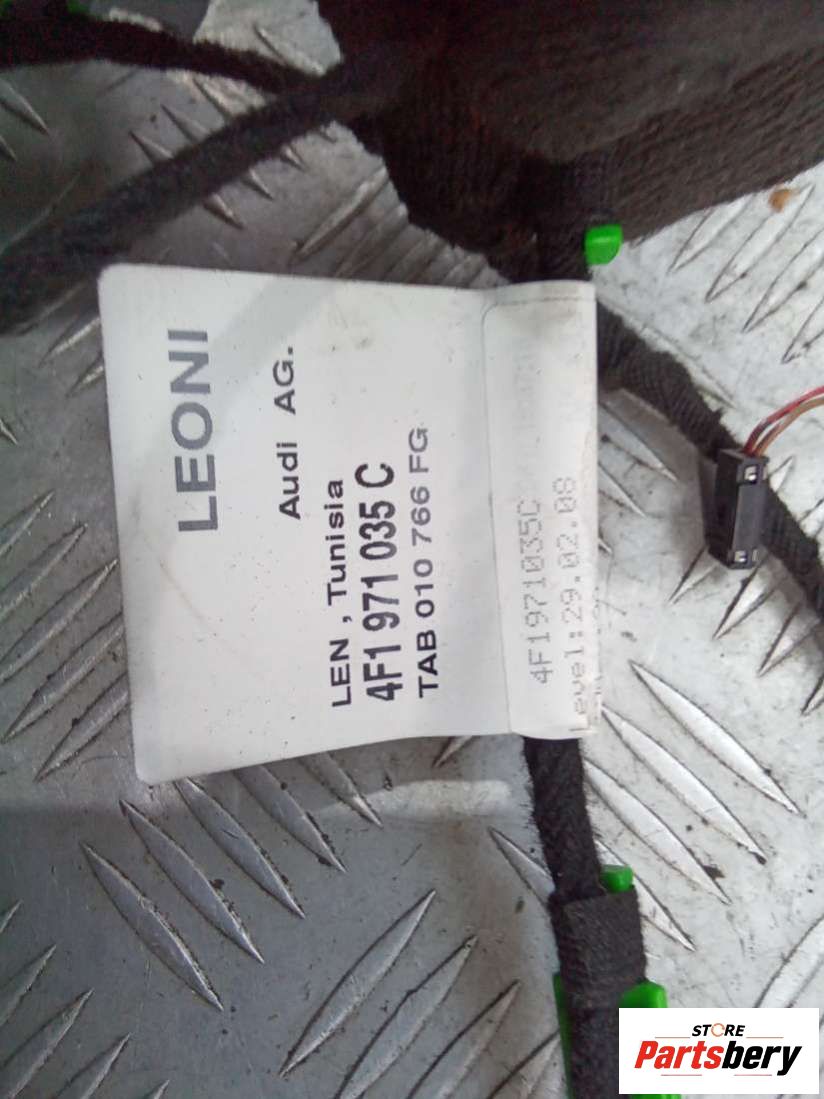 LEONI
Audi AG.
LEN , Tunisia
4F1 971 035 C
TAB 010 766 FG
4F1971035C
Level:29.02.08
STORE
Partsbery